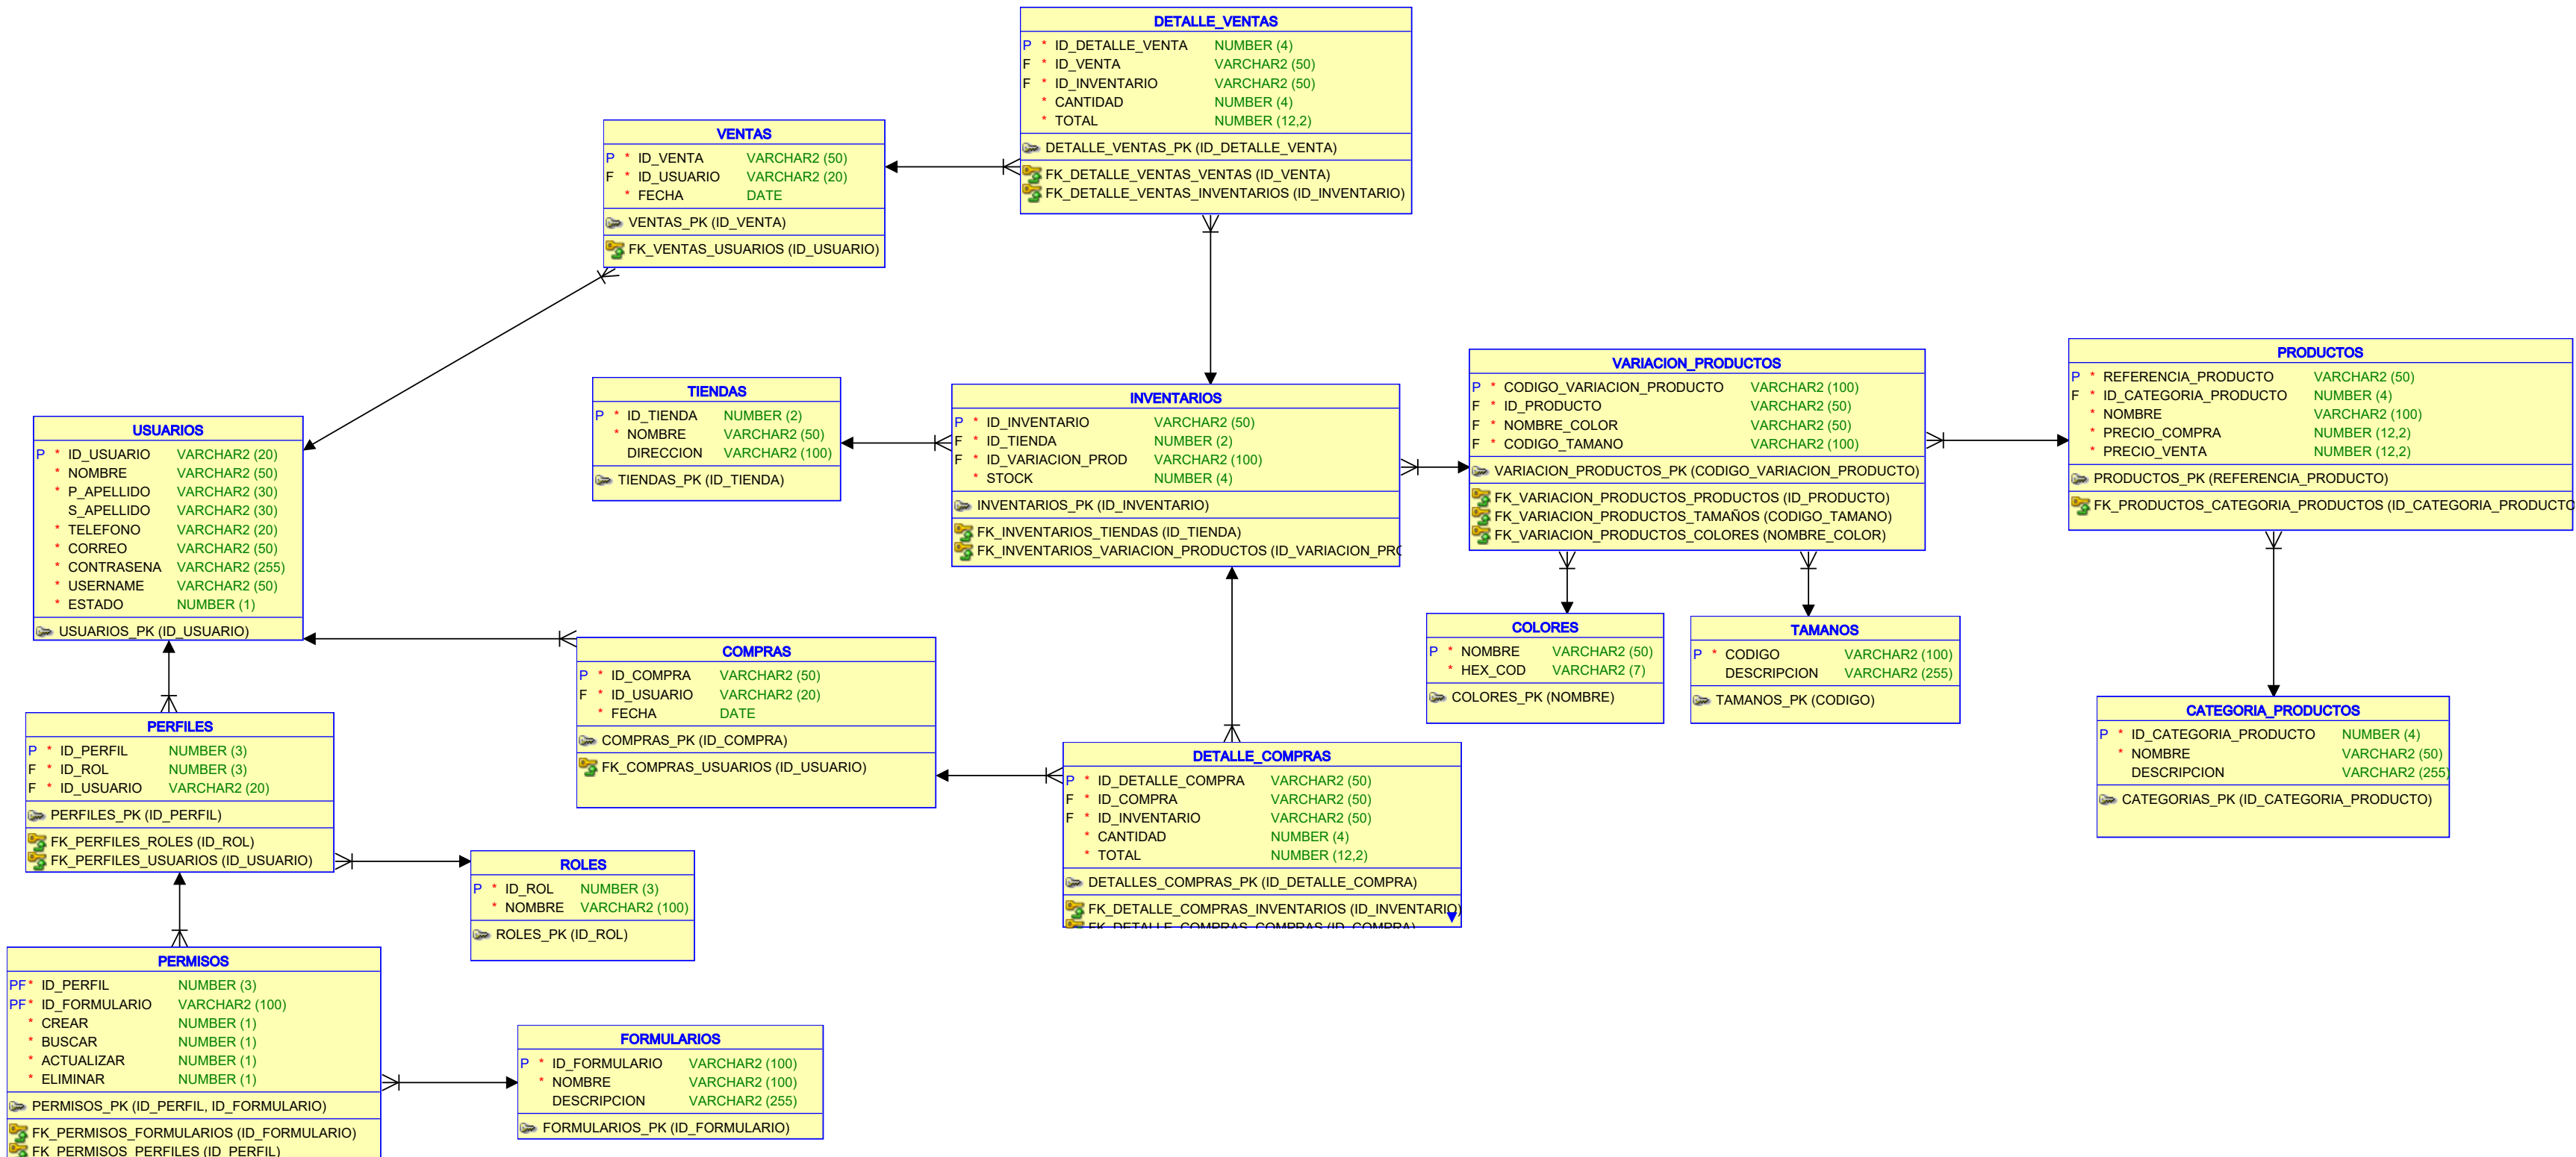 DETALLE_VENTAS
P * ID_DETALLE_VENTA NUMBER (4)
F * ID_VENTA VARCHAR2 (50)
F * ID_INVENTARIO VARCHAR2 (50)
* CANTIDAD NUMBER (4)
* TOTAL NUMBER (12,2)
DETALLE_VENTAS_PK (ID_DETALLE_VENTA)
FK_DETALLE_VENTAS_VENTAS (ID_VENTA)
FK_DETALLE_VENTAS_INVENTARIOS (ID_INVENTARIO)
VENTAS
P * ID_VENTA VARCHAR2 (50)
F * ID_USUARIO VARCHAR2 (20)
* FECHA DATE
VENTAS_PK (ID_VENTA)
FK_VENTAS_USUARIOS (ID_USUARIO)
USUARIOS
P * ID_USUARIO VARCHAR2 (20)
* NOMBRE VARCHAR2 (50)
* P_APELLIDO VARCHAR2 (30)
S_APELLIDO VARCHAR2 (30)
* TELEFONO VARCHAR2 (20)
* CORREO VARCHAR2 (50)
* CONTRASENA VARCHAR2 (255)
* USERNAME VARCHAR2 (50)
* ESTADO NUMBER (1)
USUARIOS_PK (ID_USUARIO)
TIENDAS
P * ID_TIENDA NUMBER (2)
* NOMBRE VARCHAR2 (50)
DIRECCION VARCHAR2 (100)
TIENDAS_PK (ID_TIENDA)
INVENTARIOS
P * ID_INVENTARIO VARCHAR2 (50)
F * ID_TIENDA NUMBER (2)
F * ID_VARIACION_PROD VARCHAR2 (100)
* STOCK NUMBER (4)
INVENTARIOS_PK (ID_INVENTARIO)
FK_INVENTARIOS_TIENDAS (ID_TIENDA)
FK_INVENTARIOS_VARIACION_PRODUCTOS (ID_VARIACION_PRO
VARIACION_PRODUCTOS
P * CODIGO_VARIACION_PRODUCTO VARCHAR2 (100)
F * ID_PRODUCTO VARCHAR2 (50)
F * NOMBRE_COLOR VARCHAR2 (50)
F * CODIGO_TAMANO VARCHAR2 (100)
VARIACION_PRODUCTOS_PK (CODIGO_VARIACION_PRODUCTO)
FK_VARIACION_PRODUCTOS_PRODUCTOS (ID_PRODUCTO)
FK_VARIACION_PRODUCTOS_TAMAÑOS (CODIGO_TAMANO)
FK_VARIACION_PRODUCTOS_COLORES (NOMBRE_COLOR)
PRODUCTOS
P * REFERENCIA_PRODUCTO VARCHAR2 (50)
F * ID_CATEGORIA_PRODUCTO NUMBER (4)
* NOMBRE VARCHAR2 (100)
* PRECIO_COMPRA NUMBER (12,2)
* PRECIO_VENTA NUMBER (12,2)
PRODUCTOS_PK (REFERENCIA_PRODUCTO)
FK_PRODUCTOS_CATEGORIA_PRODUCTOS (ID_CATEGORIA_PRODUCTO
COLORES
P * NOMBRE VARCHAR2 (50)
* HEX_COD VARCHAR2 (7)
COLORES_PK (NOMBRE)
TAMANOS
P * CODIGO VARCHAR2 (100)
DESCRIPCION VARCHAR2 (255)
TAMANOS_PK (CODIGO)
CATEGORIA_PRODUCTOS
P * ID_CATEGORIA_PRODUCTO NUMBER (4)
* NOMBRE VARCHAR2 (50)
DESCRIPCION VARCHAR2 (255)
CATEGORIAS_PK (ID_CATEGORIA_PRODUCTO)
COMPRAS
P * ID_COMPRA VARCHAR2 (50)
F * ID_USUARIO VARCHAR2 (20)
* FECHA DATE
COMPRAS_PK (ID_COMPRA)
FK_COMPRAS_USUARIOS (ID_USUARIO)
DETALLE_COMPRAS
P * ID_DETALLE_COMPRA VARCHAR2 (50)
F * ID_COMPRA VARCHAR2 (50)
F * ID_INVENTARIO VARCHAR2 (50)
* CANTIDAD NUMBER (4)
* TOTAL NUMBER (12,2)
DETALLES_COMPRAS_PK (ID_DETALLE_COMPRA)
FK_DETALLE_COMPRAS_INVENTARIOS (ID_INVENTARIO)
FK_DETALLE_COMPRAS_COMPRAS (ID_COMPRA)
PERFILES
P * ID_PERFIL NUMBER (3)
F * ID_ROL NUMBER (3)
F * ID_USUARIO VARCHAR2 (20)
PERFILES_PK (ID_PERFIL)
FK_PERFILES_ROLES (ID_ROL)
FK_PERFILES_USUARIOS (ID_USUARIO)
ROLES
P * ID_ROL NUMBER (3)
* NOMBRE VARCHAR2 (100)
ROLES_PK (ID_ROL)
PERMISOS
PF * ID_PERFIL NUMBER (3)
PF * ID_FORMULARIO VARCHAR2 (100)
* CREAR NUMBER (1)
* BUSCAR NUMBER (1)
* ACTUALIZAR NUMBER (1)
* ELIMINAR NUMBER (1)
PERMISOS_PK (ID_PERFIL, ID_FORMULARIO)
FK_PERMISOS_FORMULARIOS (ID_FORMULARIO)
FK_PERMISOS_PERFILES (ID_PERFIL)
FORMULARIOS
P * ID_FORMULARIO VARCHAR2 (100)
* NOMBRE VARCHAR2 (100)
DESCRIPCION VARCHAR2 (255)
FORMULARIOS_PK (ID_FORMULARIO)